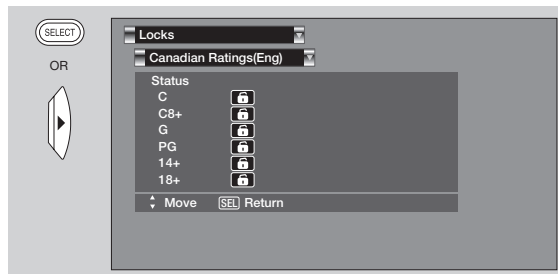 SELECT
OR
Locks
Canadian Ratings(Eng)
Status
C
C8+
G
PG
14+
18+
Move SEL Return